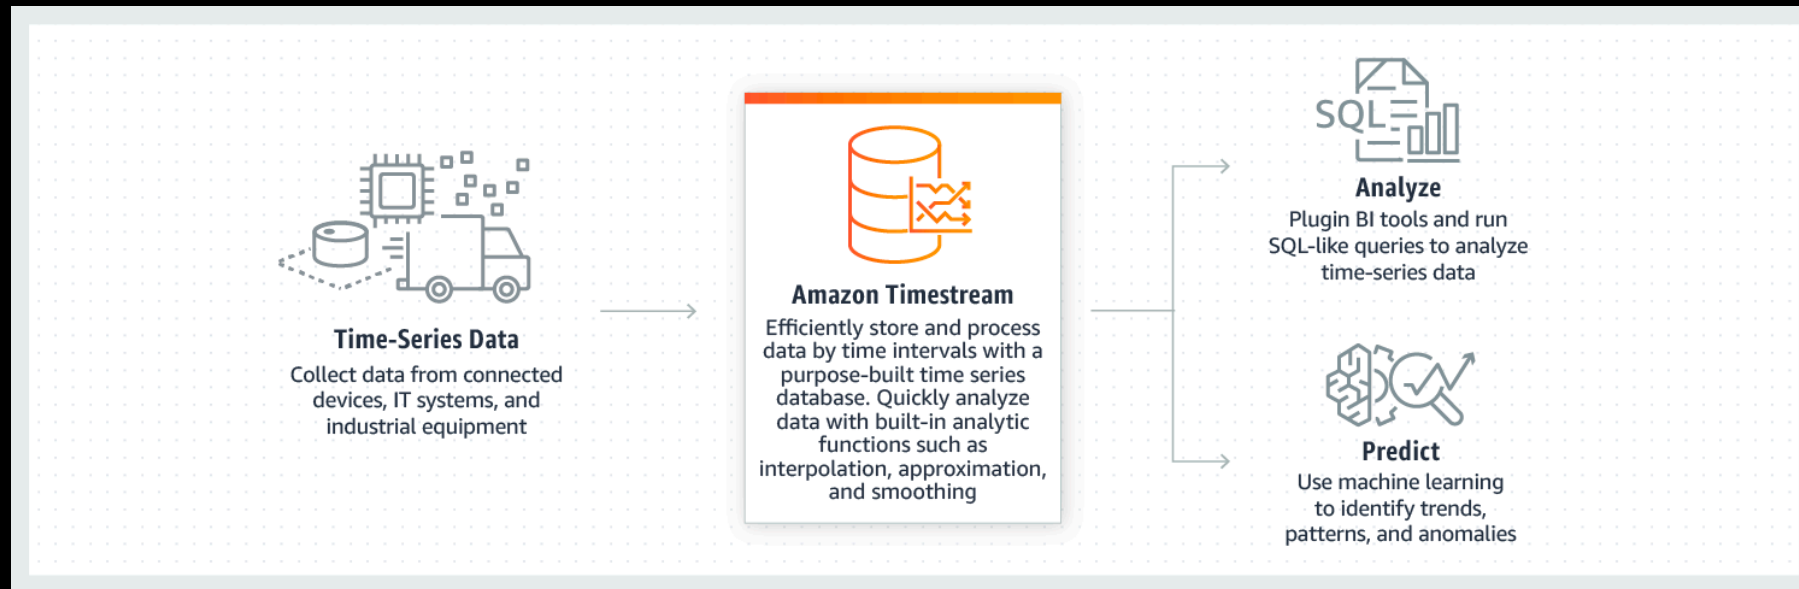 Time-Series Data
Collect data from connected
devices, IT systems, and
industrial equipment
Amazon Timestream
Efficiently store and process
data by time intervals with a
purpose-built time series
database. Quickly analyze
data with built-in analytic
functions such as
interpolation, approximation,
and smoothing
SQL
Analyze
Plugin BI tools and run
SQL-like queries to analyze
time-series data
Predict
Use machine learning
to identify trends,
patterns, and anomalies